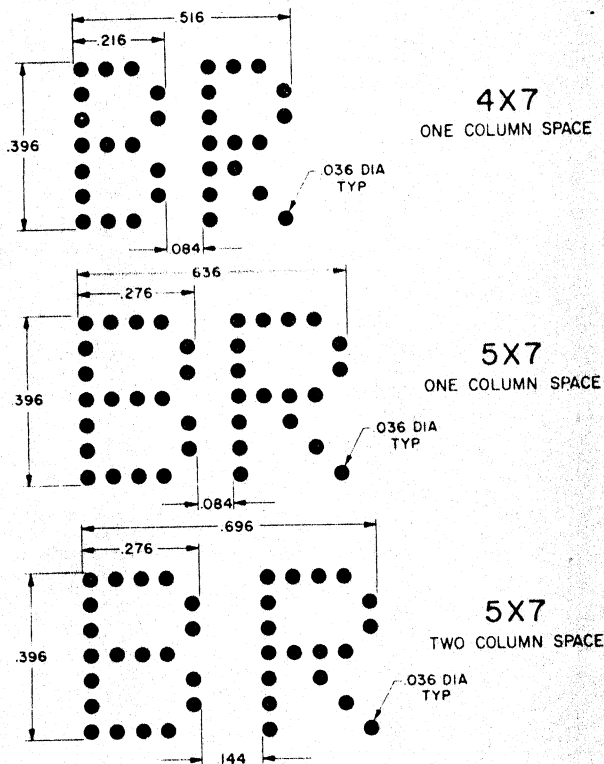 .516
.216
4X7
ONE COLUMN SPACE
.396
.036 DIA
TYP
.084
.636
.276
5X7
ONE COLUMN SPACE
.396
.036 DIA
TYP
.084
.696
.276
5X7
TWO COLUMN SPACE
.396
.036 DIA
TYP
.144